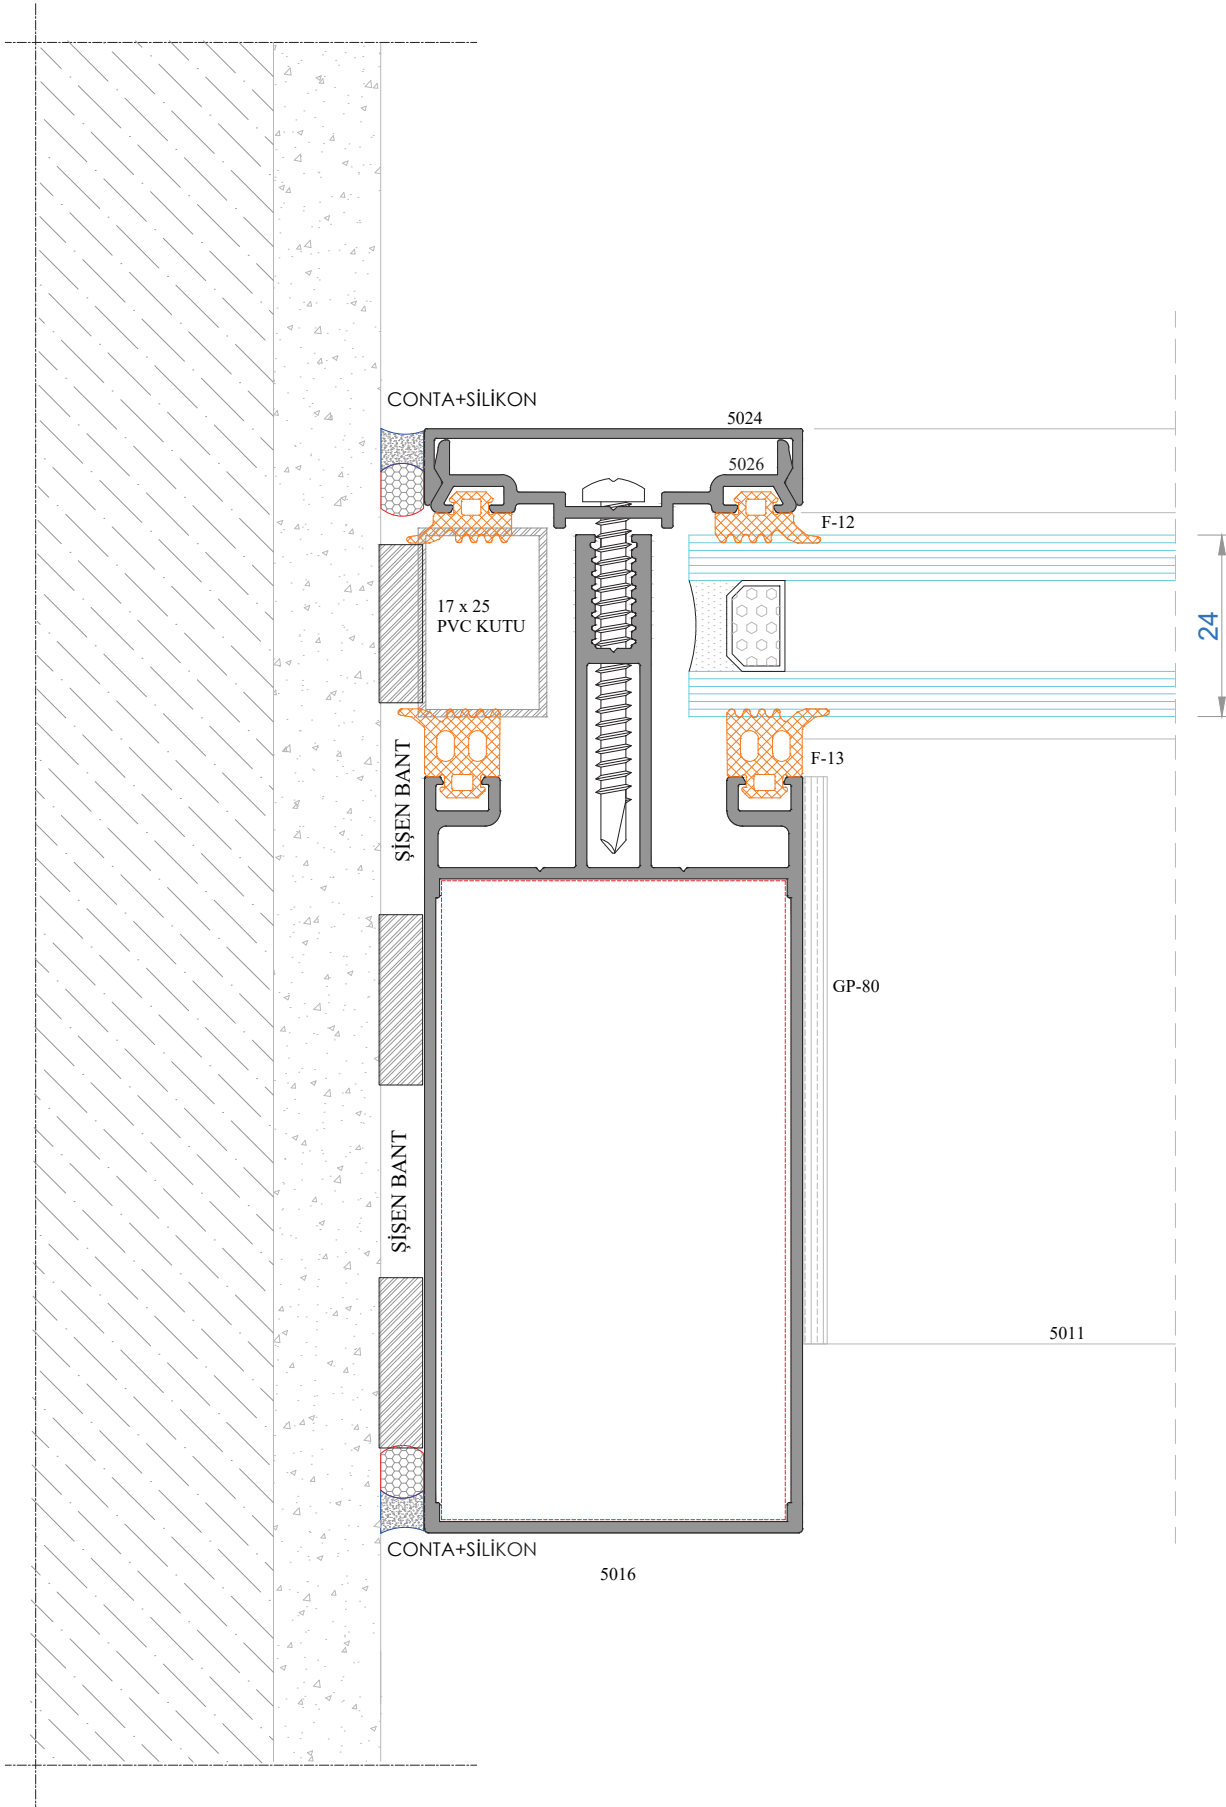 CONTA+SİLİKON
5024
5026
F-12
17 x 25
PVC KUTU
24
ŞİŞEN BANT
F-13
GP-80
ŞİŞEN BANT
5011
CONTA+SİLİKON
5016